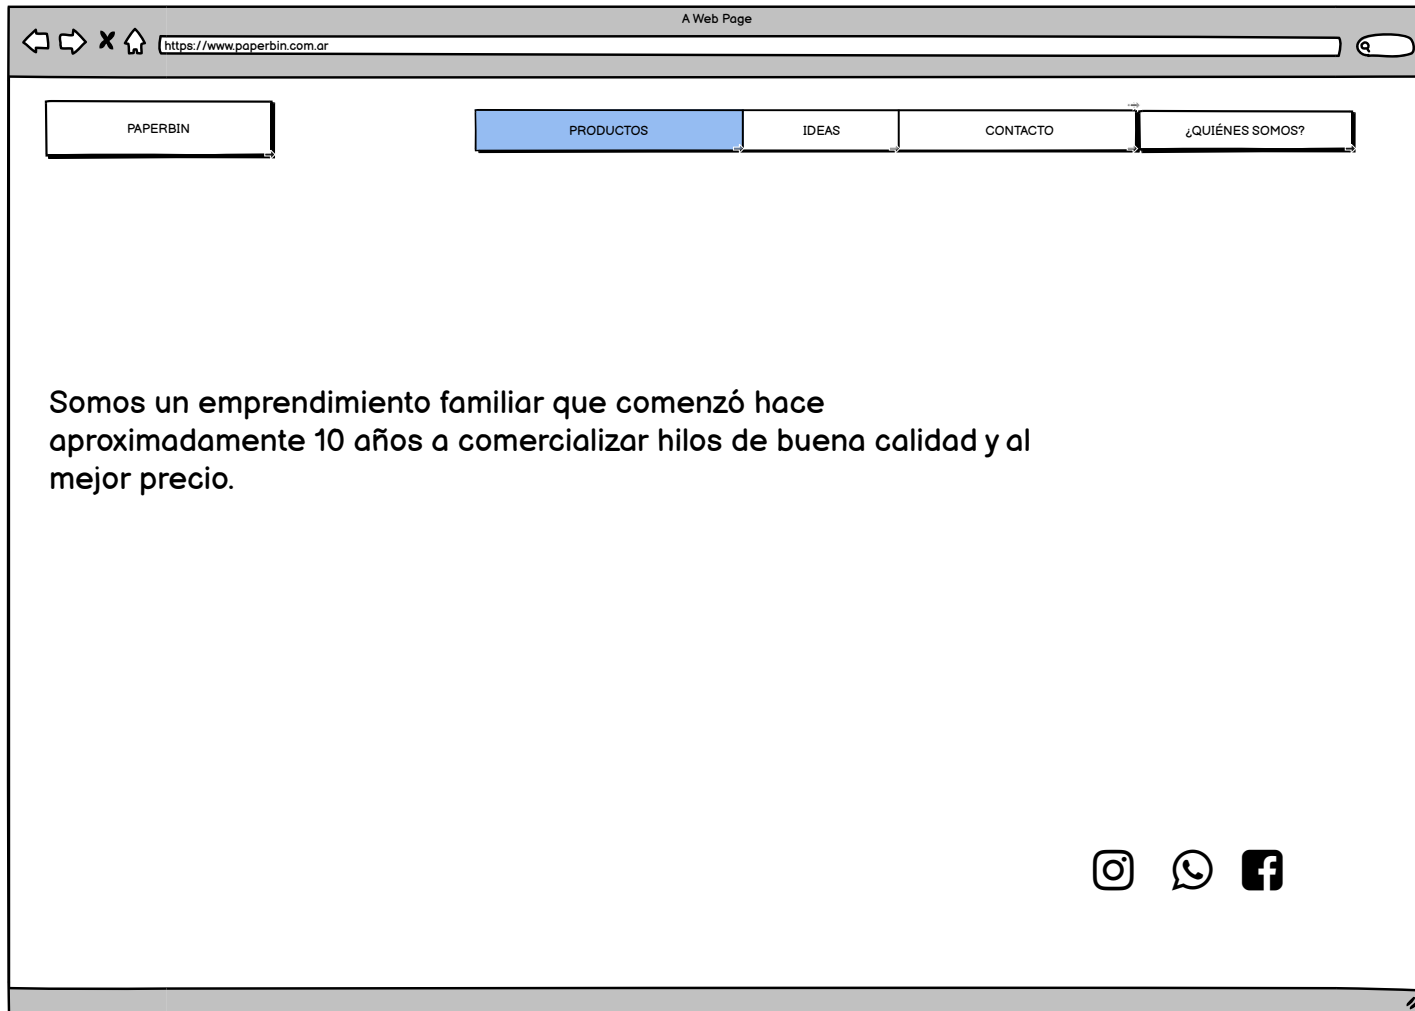 A Web Page
https://www.paperbin.com.ar
PAPERBIN
PRODUCTOS
IDEAS
CONTACTO
¿QUIÉNES SOMOS?
Somos un emprendimiento familiar que comenzó hace
aproximadamente 10 años a comercializar hilos de buena calidad y al
mejor precio.